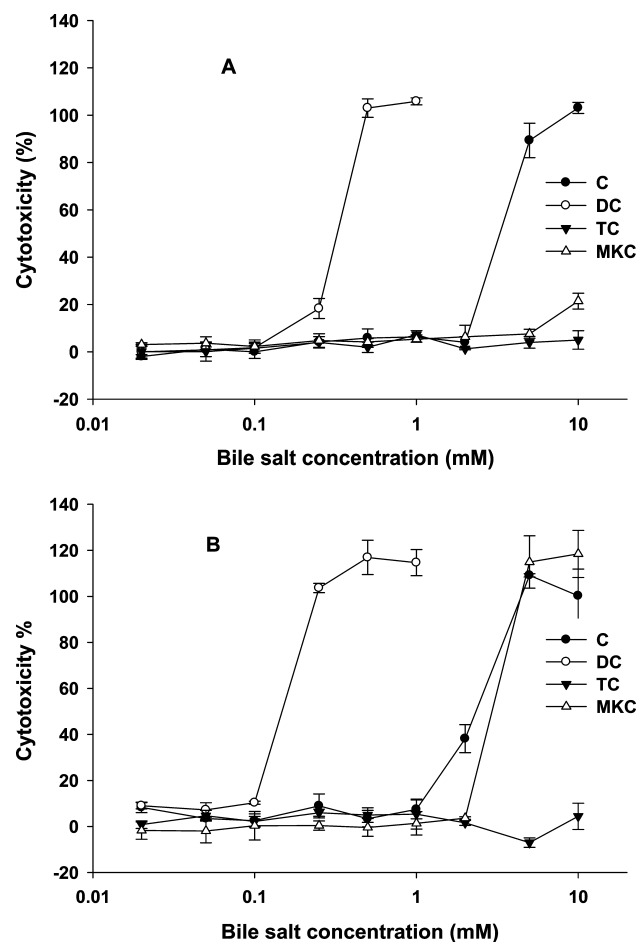 140
120
A
100
80
60
40
20
0
-20
Cytotoxicity (%)
C
DC
TC
MKC
0.01
0.1
1
10
Bile salt concentration (mM)
140
120
B
100
80
60
40
20
0
-20
Cytotoxicity %
C
DC
TC
MKC
0.01
0.1
1
10
Bile salt concentration (mM)